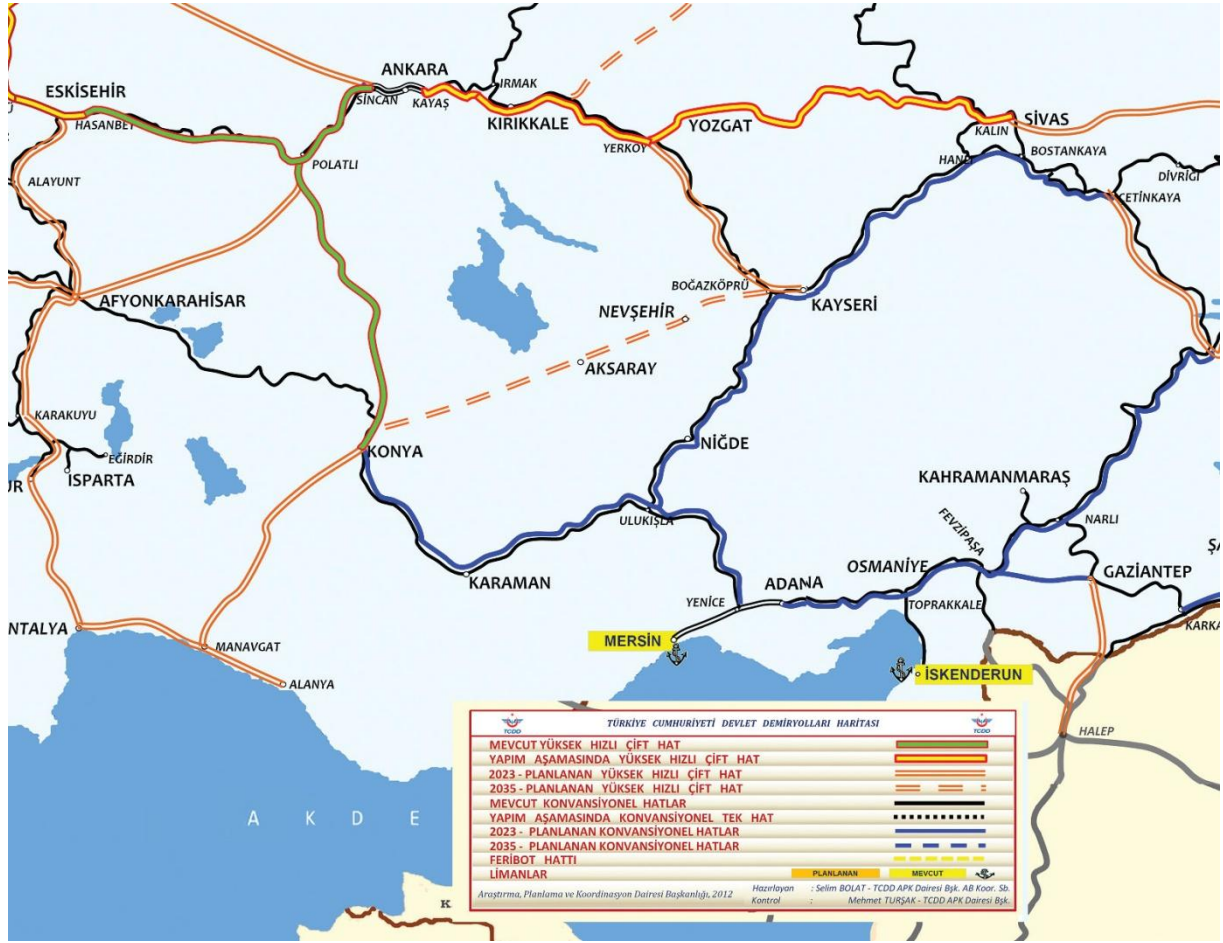 ANKARA
ESKİSEHİR
SİNCAN
KAYAŞ
IRMAK
HASANBEY
KIRIKKALE
YOZGAT
SİVAS
KALIN
POLATLI
YERKÖY
HANLI
BOSTANKAYA
DİVRİĞİ
ALAYUNT
ÇETİNKAYA
AFYONKARAHİSAR
BOĞAZKÖPRÜ
KAYSERİ
NEVŞEHİR
AKSARAY
KARAKUYU
EĞİRDİR
ISPARTA
UR
KONYA
NİĞDE
KAHRAMANMARAŞ
ULUKIŞLA
NARLI
FEVZİPAŞA
Ş
KARAMAN
ADANA
OSMANİYE
GAZİANTEP
YENİCE
TOPRAKKALE
KARKA
NTALYA
MANAVGAT
MERSİN
ALANYA
İSKENDERUN
HALEP
A K D E
K
TCDD
TÜRKİYE CUMHURİYETİ DEVLET DEMİRYOLLARI HARİTASI
TCDD
MEVCUT YÜKSEK HIZLI ÇİFT HAT
YAPIM AŞAMASINDA YÜKSEK HIZLI ÇİFT HAT
2023 - PLANLANAN YÜKSEK HIZLI ÇİFT HAT
2035 - PLANLANAN YÜKSEK HIZLI ÇİFT HAT
MEVCUT KONVANSİYONEL HATLAR
YAPIM AŞAMASINDA KONVANSİYONEL TEK HAT
2023 - PLANLANAN KONVANSİYONEL HATLAR
2035 - PLANLANAN KONVANSİYONEL HATLAR
FERİBOT HATTI
LİMANLAR PLANLANAN MEVCUT
Araştırma, Planlama ve Koordinasyon Dairesi Başkanlığı, 2012
Hazırlayan : Selim BOLAT - TCDD APK Dairesi Bşk. AB Koor. Sb.
Kontrol : Mehmet TURŞAK - TCDD APK Dairesi Bşk.